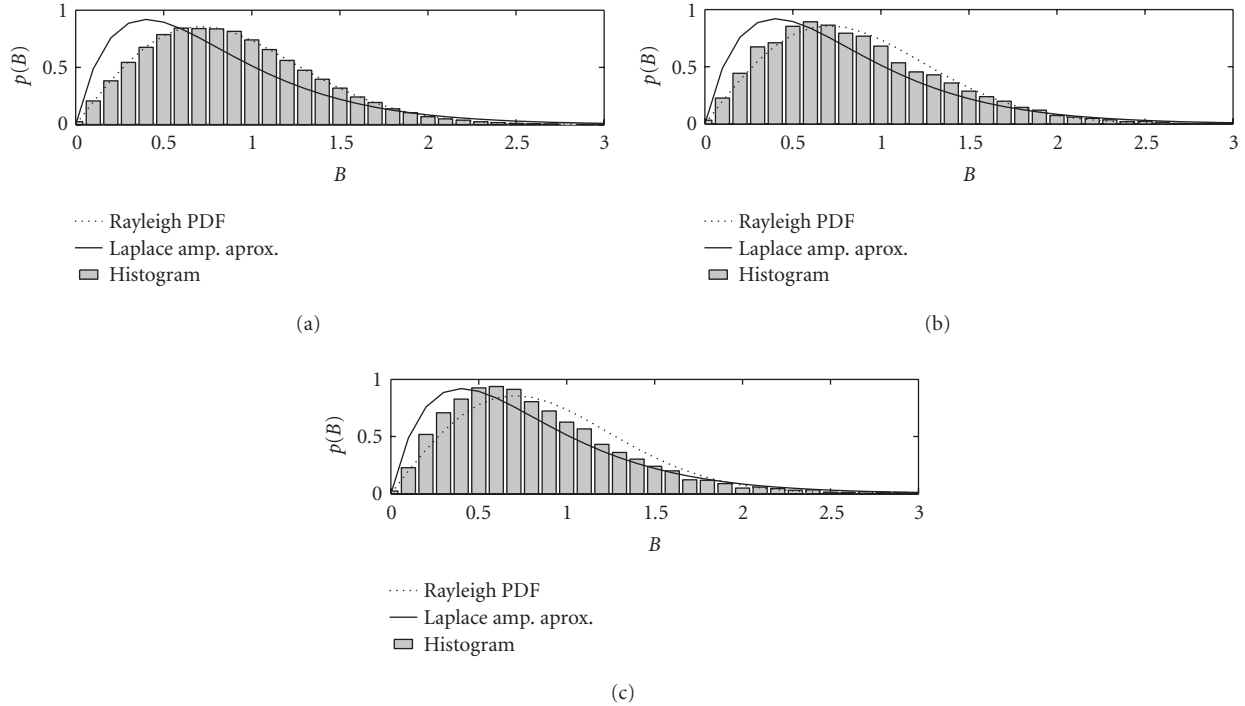 1
0.5
0
p(B)
0 0.5 1 1.5 2 2.5 3
B
Rayleigh PDF
Laplace amp. aprox.
Histogram
(a)
1
0.5
0
p(B)
0 0.5 1 1.5 2 2.5 3
B
Rayleigh PDF
Laplace amp. aprox.
Histogram
(b)
1
0.5
0
p(B)
0 0.5 1 1.5 2 2.5 3
B
Rayleigh PDF
Laplace amp. aprox.
Histogram
(c)